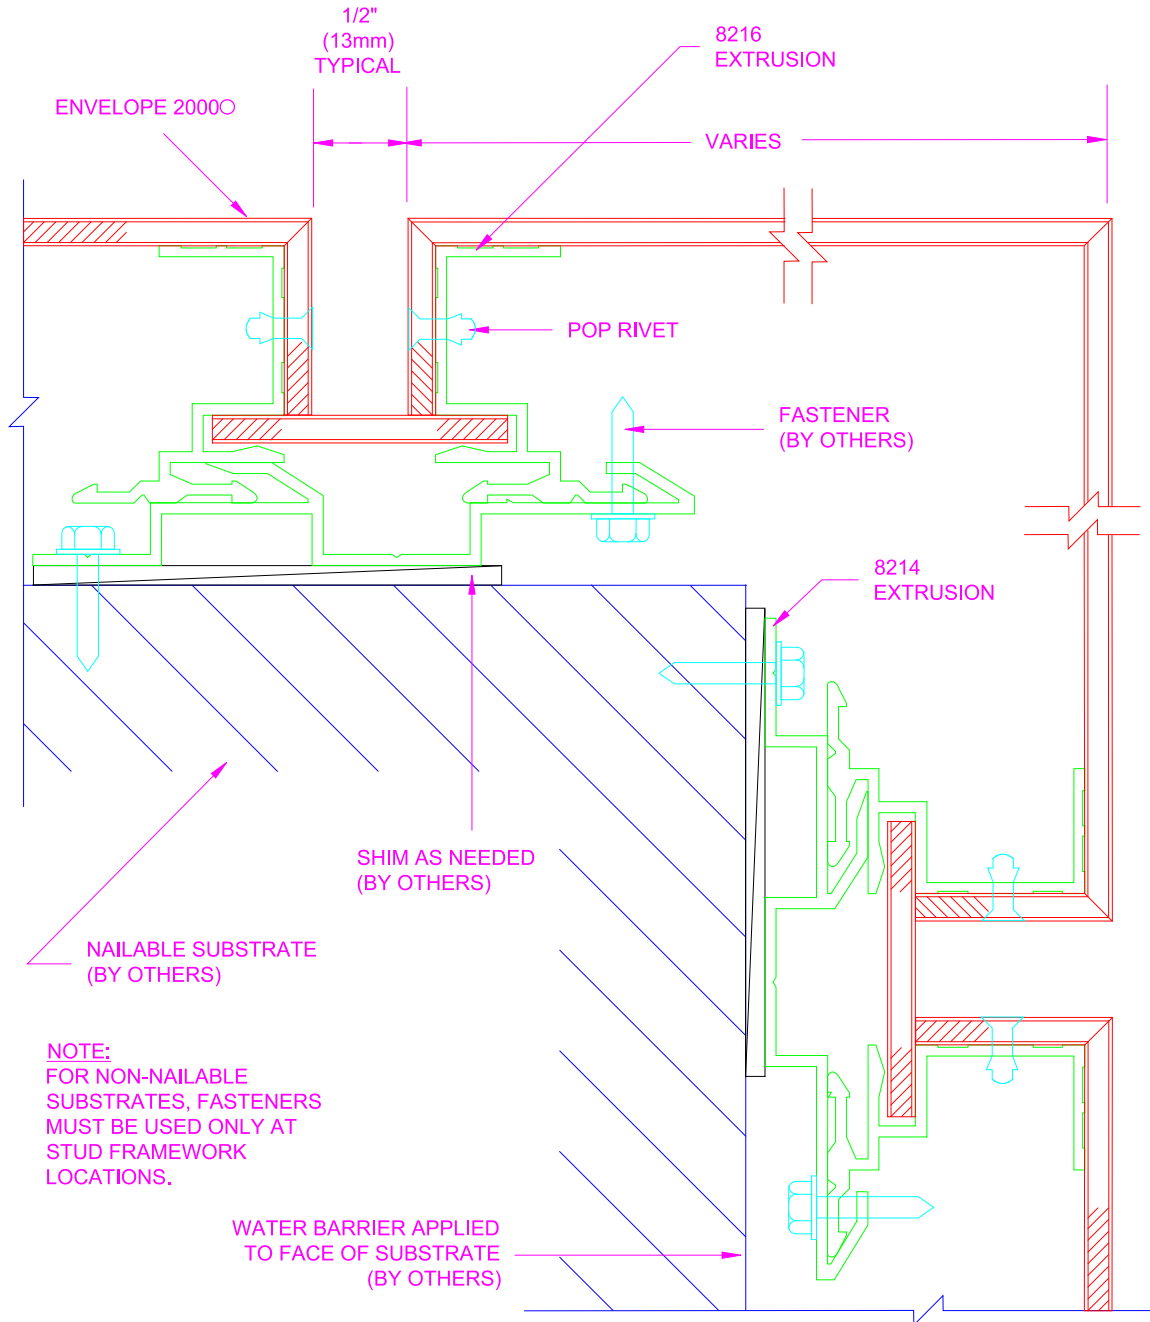 1/2"
(13mm)
TYPICAL
8216
EXTRUSION
ENVELOPE 2000○
VARIES
POP RIVET
FASTENER
(BY OTHERS)
8214
EXTRUSION
SHIM AS NEEDED
(BY OTHERS)
NAILABLE SUBSTRATE
(BY OTHERS)
NOTE:
FOR NON-NAILABLE
SUBSTRATES, FASTENERS
MUST BE USED ONLY AT
STUD FRAMEWORK
LOCATIONS.
WATER BARRIER APPLIED
TO FACE OF SUBSTRATE
(BY OTHERS)